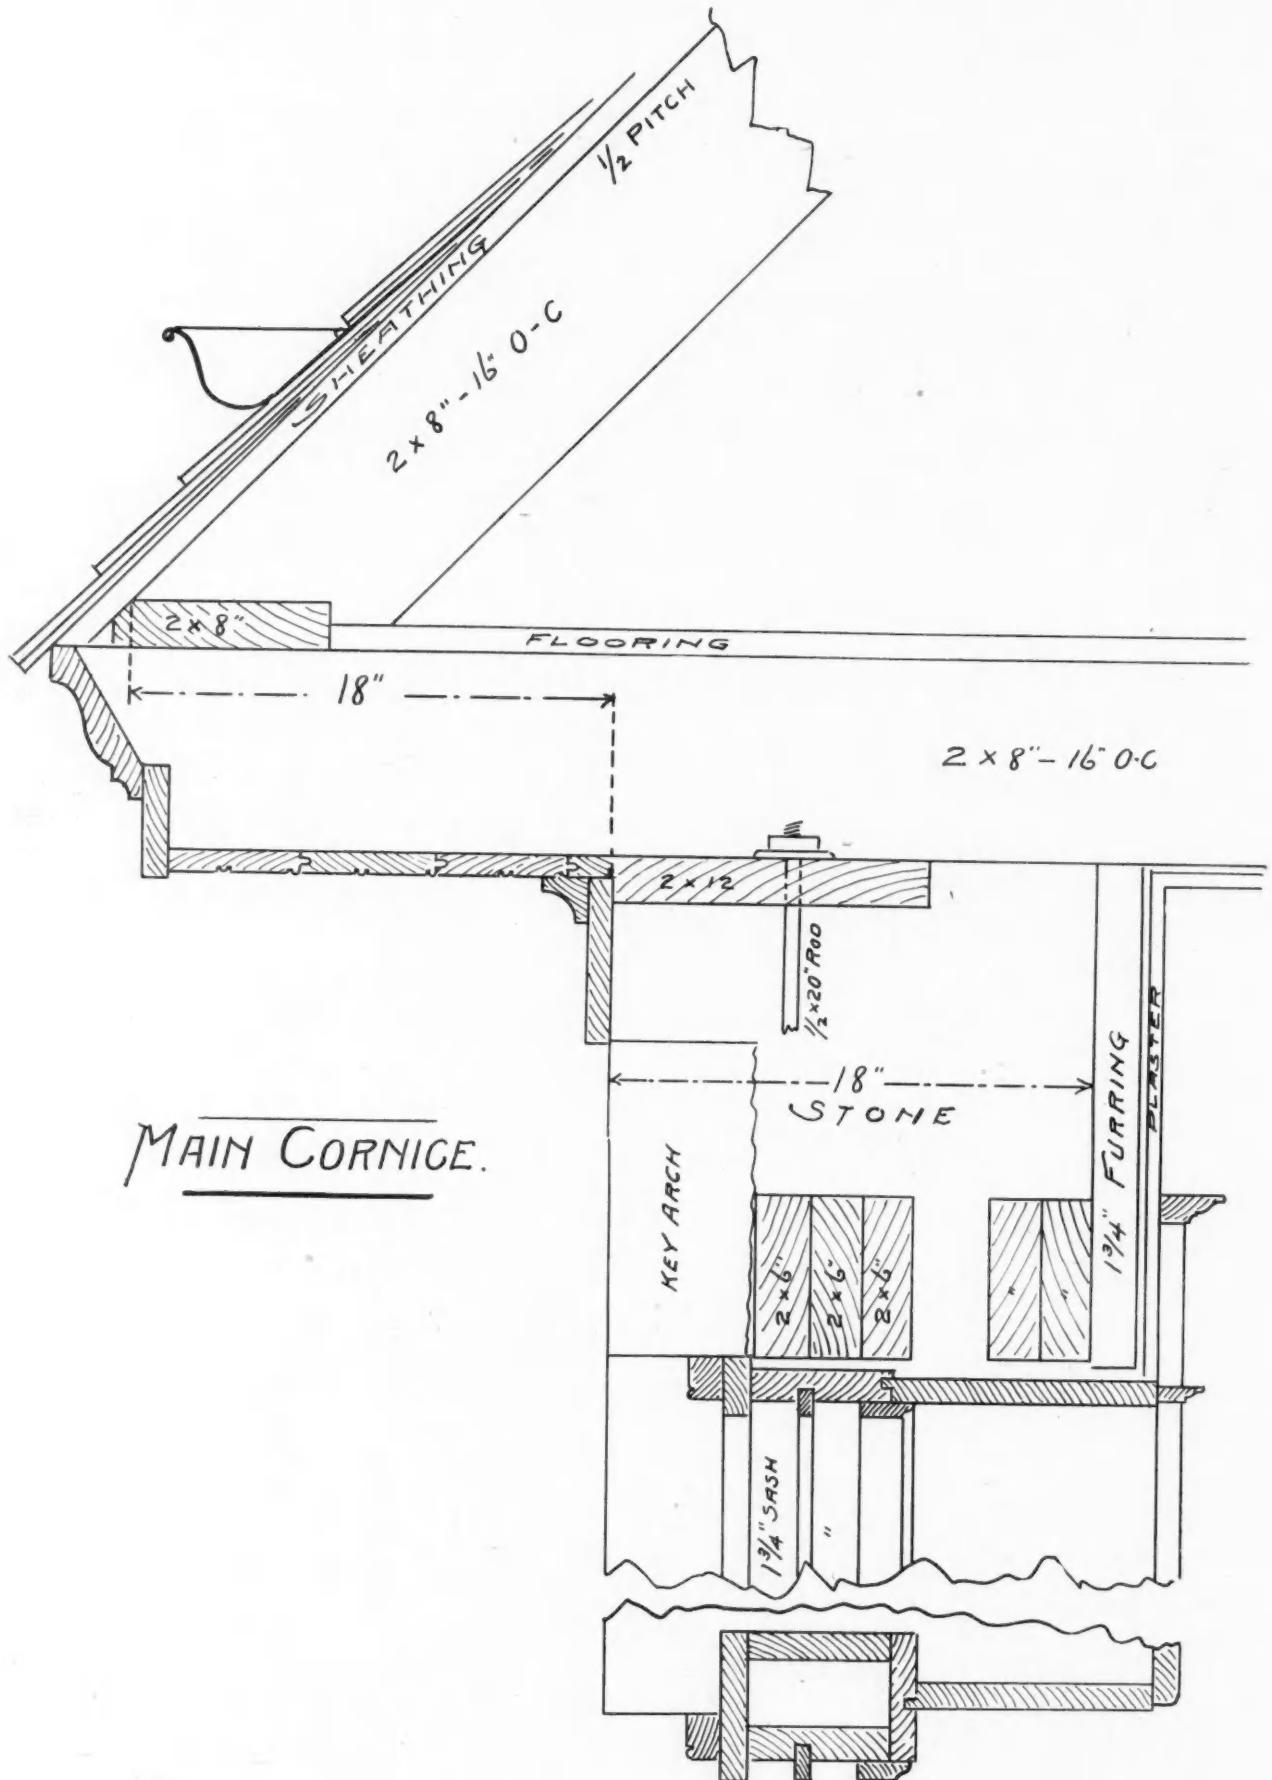 1/2 PITCH
SHEATHING
2 x 8" - 16" O-C
2 x 8"
FLOORING
18"
2 x 8" - 16" O-C
2 x 12
1/2 x 20" ROD
18"
STONE
PLASTER
1 3/4" FURRING
MAIN CORNICE.
KEY ARCH
2 x 6"
2 x 6"
2 x 6"
"
"
1 3/4" SASH
"